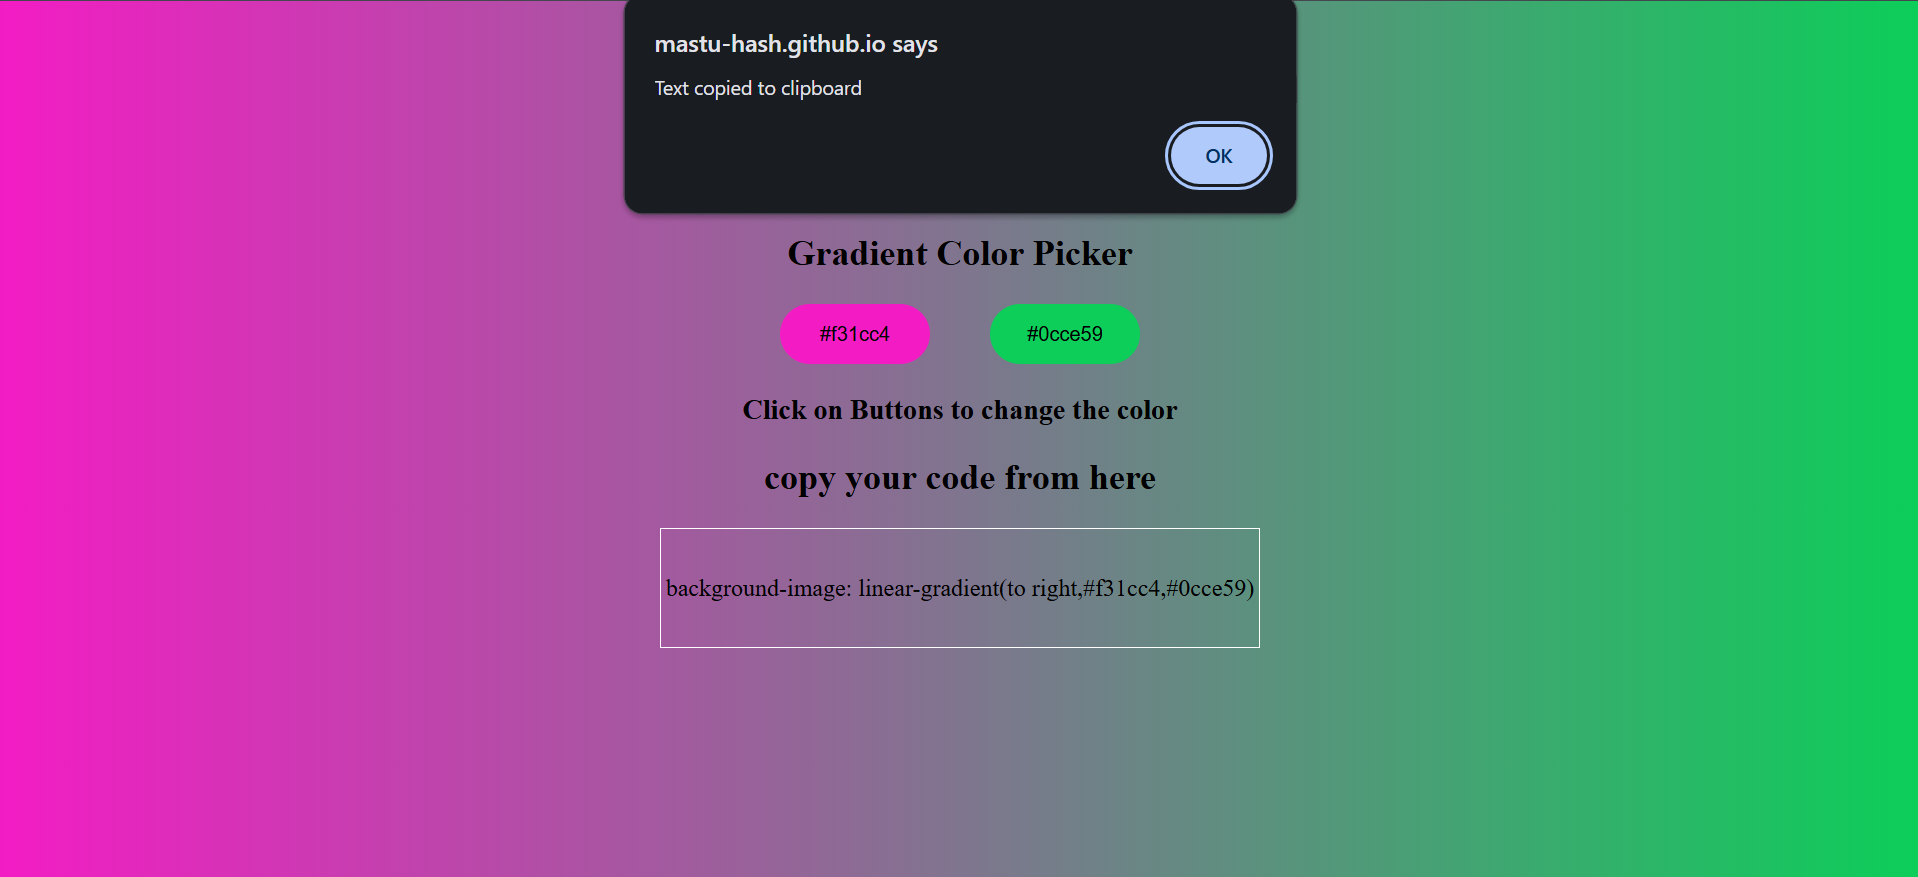 mastu-hash.github.io says
Text copied to clipboard
OK
Gradient Color Picker
#f31cc4 #0cce59
Click on Buttons to change the color
copy your code from here
background-image: linear-gradient(to right,#f31cc4,#0cce59)